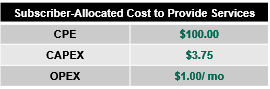 Subscriber-Allocated Cost to Provide Services
CPE $100.00
CAPEX $3.75
OPEX $1.00/ mo